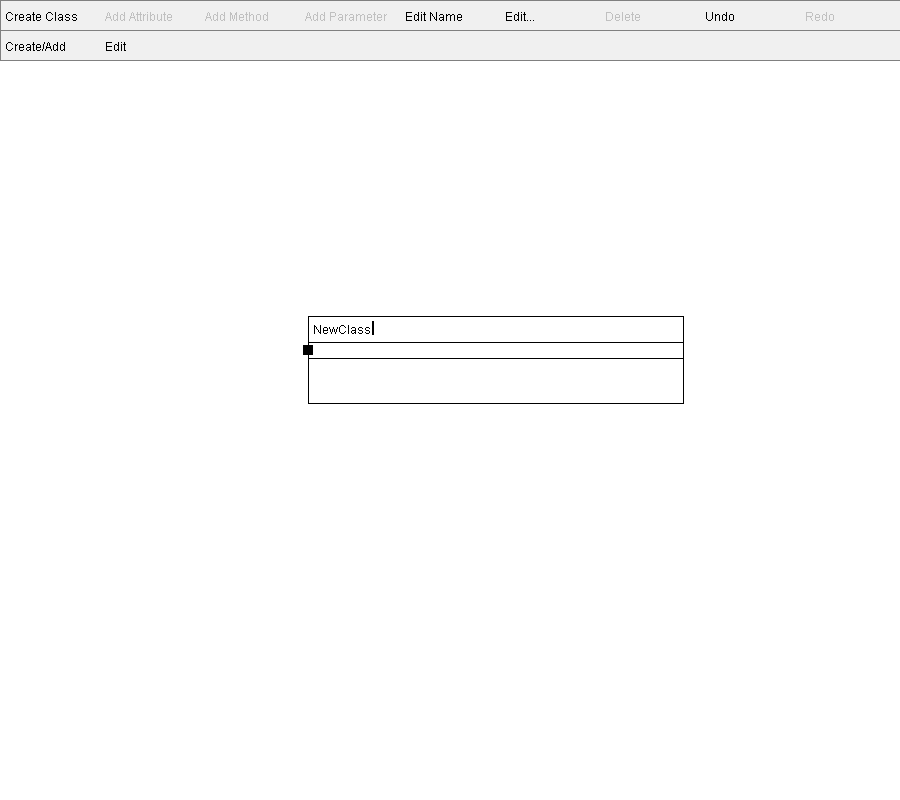 Create Class Add Attribute Add Method Add Parameter Edit Name Edit... Delete Undo Redo
Create/Add Edit
NewClass